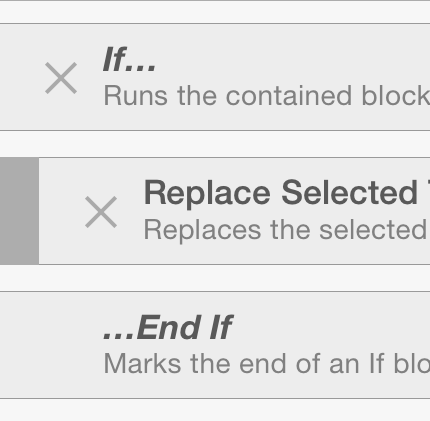 If...
Runs the contained block
Replace Selected
Replaces the selected
...End If
Marks the end of an If blo